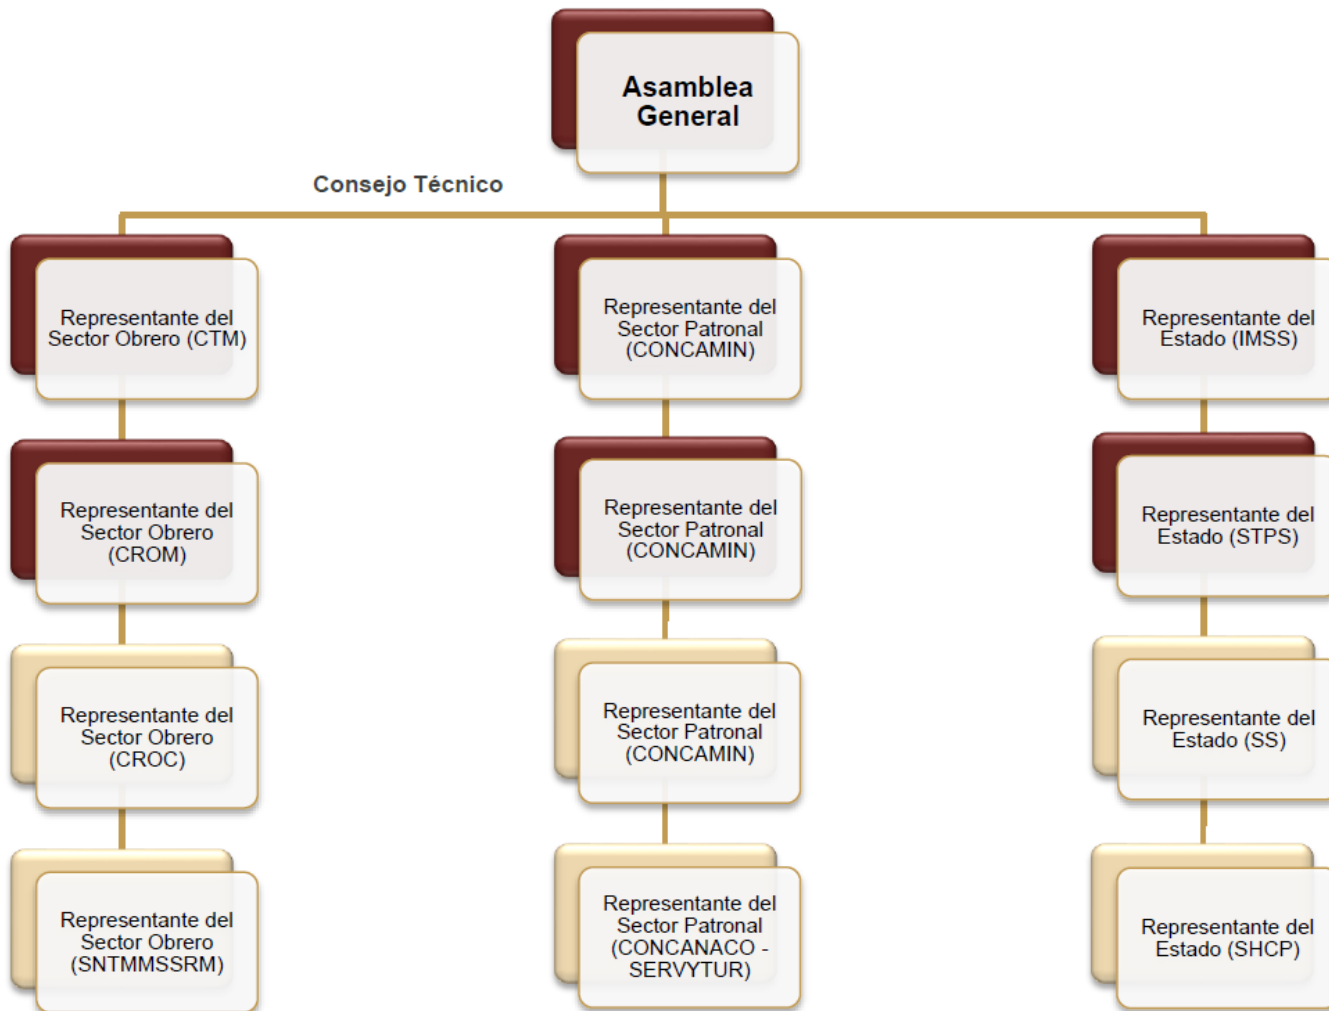 Asamblea
General
Consejo Técnico
Representante del
Sector Obrero (CTM)
Representante del
Sector Patronal
(CONCAMIN)
Representante del
Estado (IMSS)
Representante del
Sector Obrero
(CROM)
Representante del
Sector Patronal
(CONCAMIN)
Representante del
Estado (STPS)
Representante del
Sector Obrero
(CROC)
Representante del
Sector Patronal
(CONCAMIN)
Representante del
Estado (SS)
Representante del
Sector Obrero
(SNTMMSSRM)
Representante del
Sector Patronal
(CONCANACO -
SERVYTUR)
Representante del
Estado (SHCP)